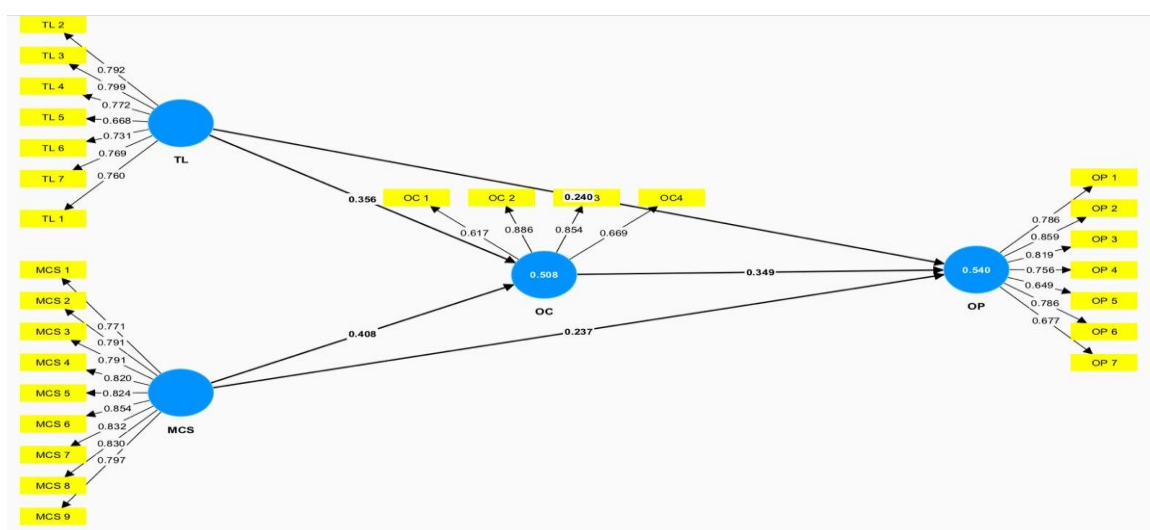 TL 2
0.792
TL 3
0.799
TL 4
0.772
TL 5
0.668
TL 6
0.731
TL 7
0.769
TL 1
0.760
TL
MCS 1
0.771
MCS 2
0.791
MCS 3
0.791
MCS 4
0.820
MCS 5
0.824
MCS 6
0.854
MCS 7
0.832
MCS 8
0.830
MCS 9
0.797
MCS
0.356
0.408
0.240
0.349
0.237
OC 1
OC 2
3
OC4
0.617
0.886
0.854
0.669
0.508
OC
0.540
OP
OP 1
0.786
OP 2
0.859
OP 3
0.819
OP 4
0.756
OP 5
0.649
OP 6
0.786
OP 7
0.677